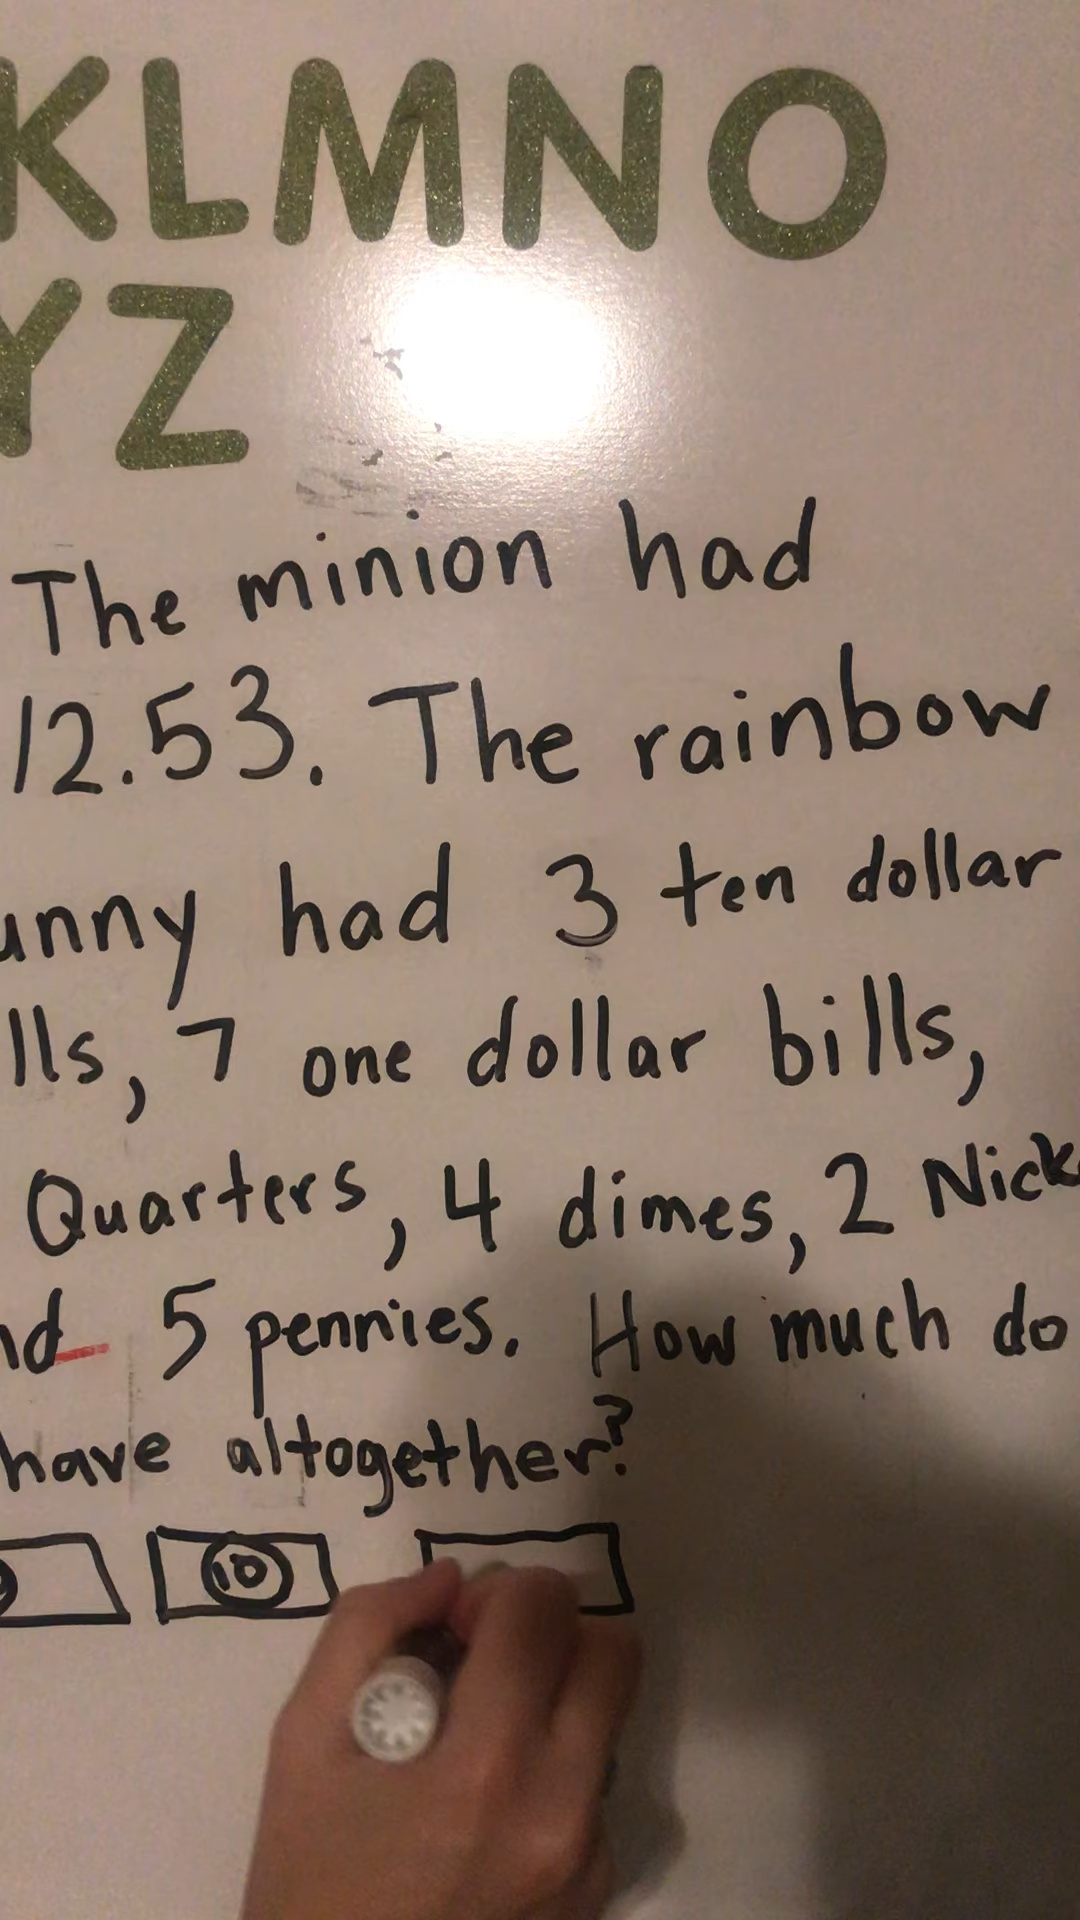 KLMNO
YZ
The minion had
12.53. The rainbow
unny had 3 ten dollar
lls, 7 one dollar bills,
Quarters, 4 dimes, 2 Nick
nd 5 pennies. How much do
have altogether?
10